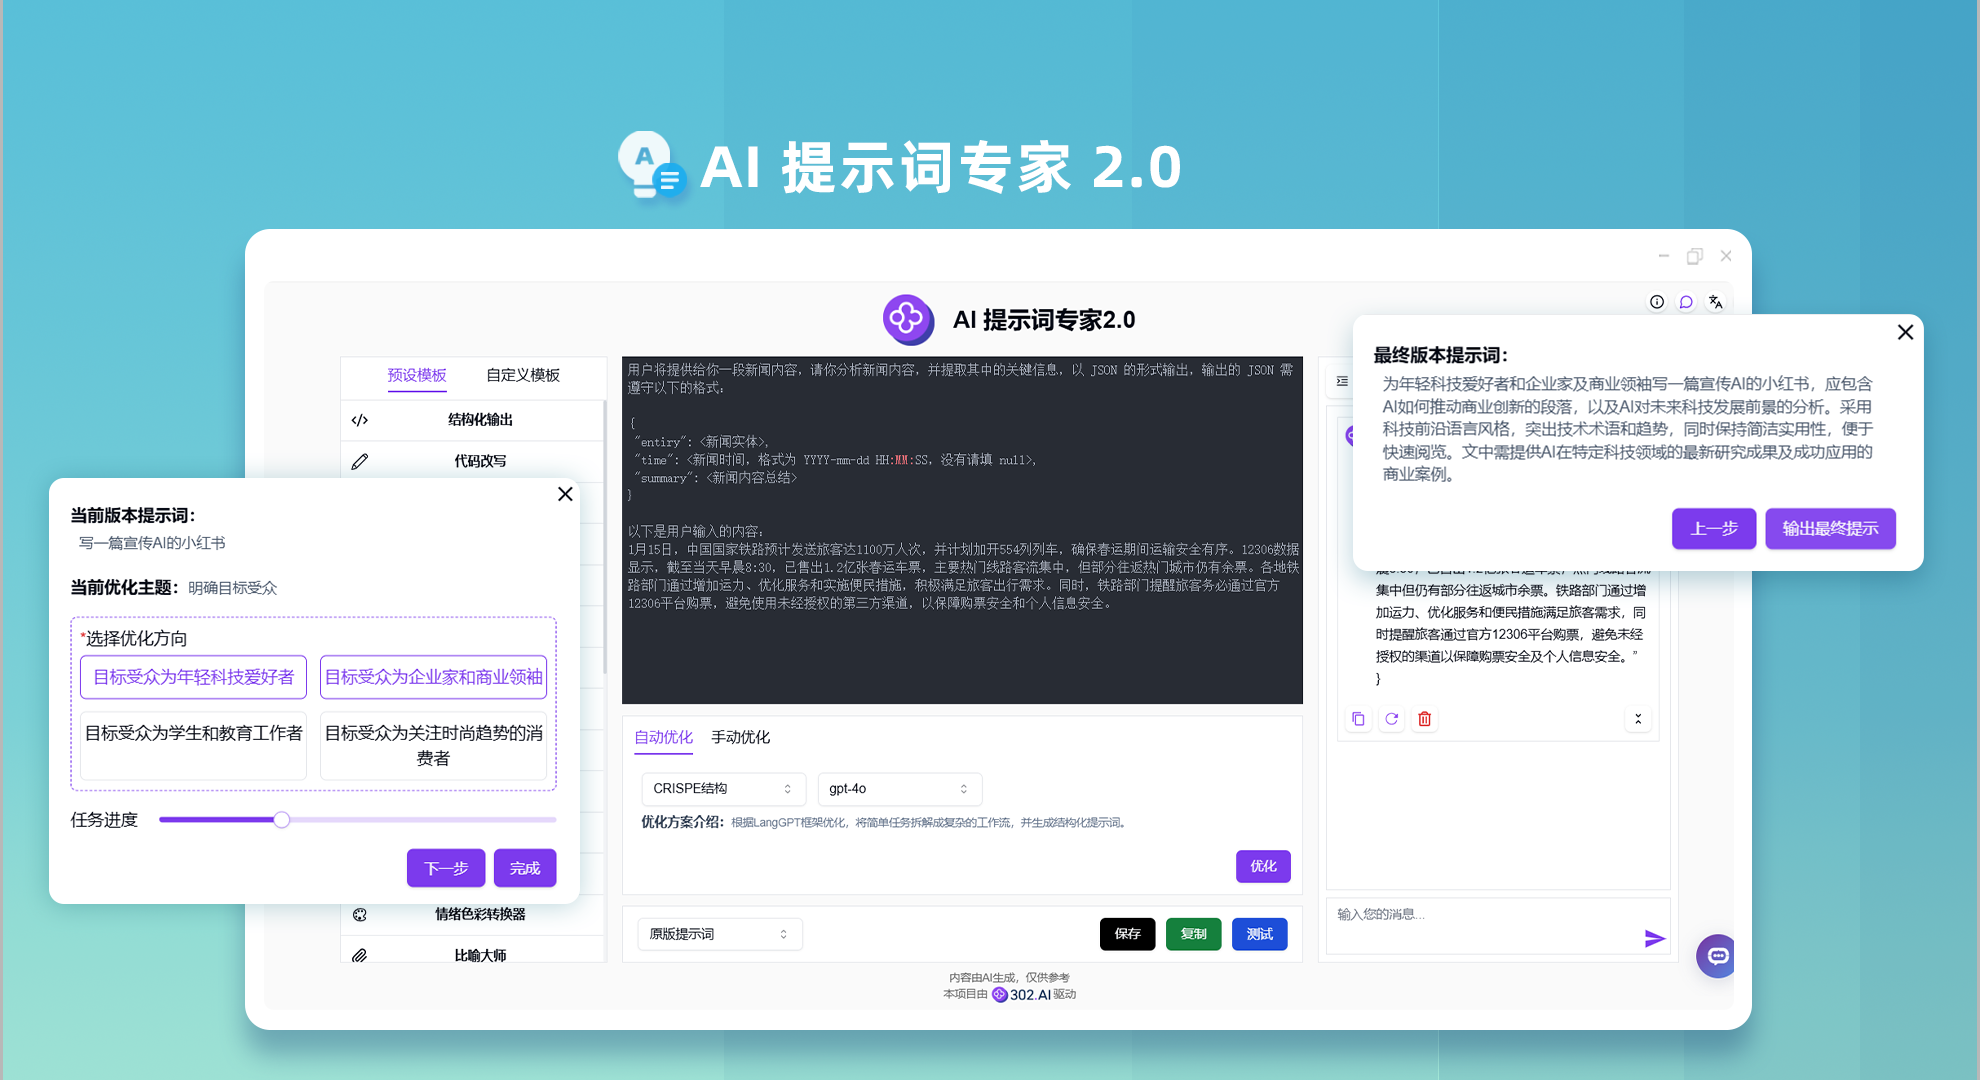 AI 提示词专家 2.0
AI 提示词专家2.0
预设模板
自定义模板
结构化输出
代码改写
情绪色彩转换器
比喻大师
用户将提供给你一段新闻内容，请你分析新闻内容，并提取其中的关键信息，以 JSON 的形式输出，输出的 JSON 需
遵守以下的格式：
{
"entiry": <新闻实体>,
"time": <新闻时间，格式为 YYYY-mm-dd HH:MM:SS，没有请填 null>,
"summary": <新闻内容总结>
}
以下是用户输入的内容：
1月15日，中国国家铁路预计发送旅客达1100万人次，并计划加开554列列车，确保春运期间运输安全有序。12306数据
显示，截至当天早晨8:30，已售出1.2亿张春运车票，主要热门线路客流集中，但部分往返热门城市仍有余票。各地铁
路部门通过增加运力、优化服务和实施便民措施，积极满足旅客出行需求。同时，铁路部门提醒旅客务必通过官方
12306平台购票，避免使用未经授权的第三方渠道，以保障购票安全和个人信息安全。
自动优化
手动优化
CRISPE结构
gpt-4o
优化方案介绍：根据LangGPT框架优化，将简单任务拆解成复杂的工作流，并生成结构化提示词。
优化
原版提示词
保存
复制
测试
当前版本提示词：
写一篇宣传AI的小红书
当前优化主题：明确目标受众
*选择优化方向
目标受众为年轻科技爱好者
目标受众为企业家和商业领袖
目标受众为学生和教育工作者
目标受众为关注时尚趋势的消
费者
任务进度
下一步
完成
最终版本提示词：
为年轻科技爱好者和企业家及商业领袖写一篇宣传AI的小红书，应包含
AI如何推动商业创新的段落，以及AI对未来科技发展前景的分析。采用
科技前沿语言风格，突出技术术语和趋势，同时保持简洁实用性，便于
快速阅览。文中需提供AI在特定科技领域的最新研究成果及成功应用的
商业案例。
上一步
输出最终提示
集中但仍有部分往返城市余票。铁路部门通过增
加运力、优化服务和便民措施满足旅客需求，同
时提醒旅客通过官方12306平台购票，避免未经
授权的渠道以保障购票安全及个人信息安全。”
}
输入您的消息...
内容由AI生成，仅供参考
本项目由 302.AI 驱动